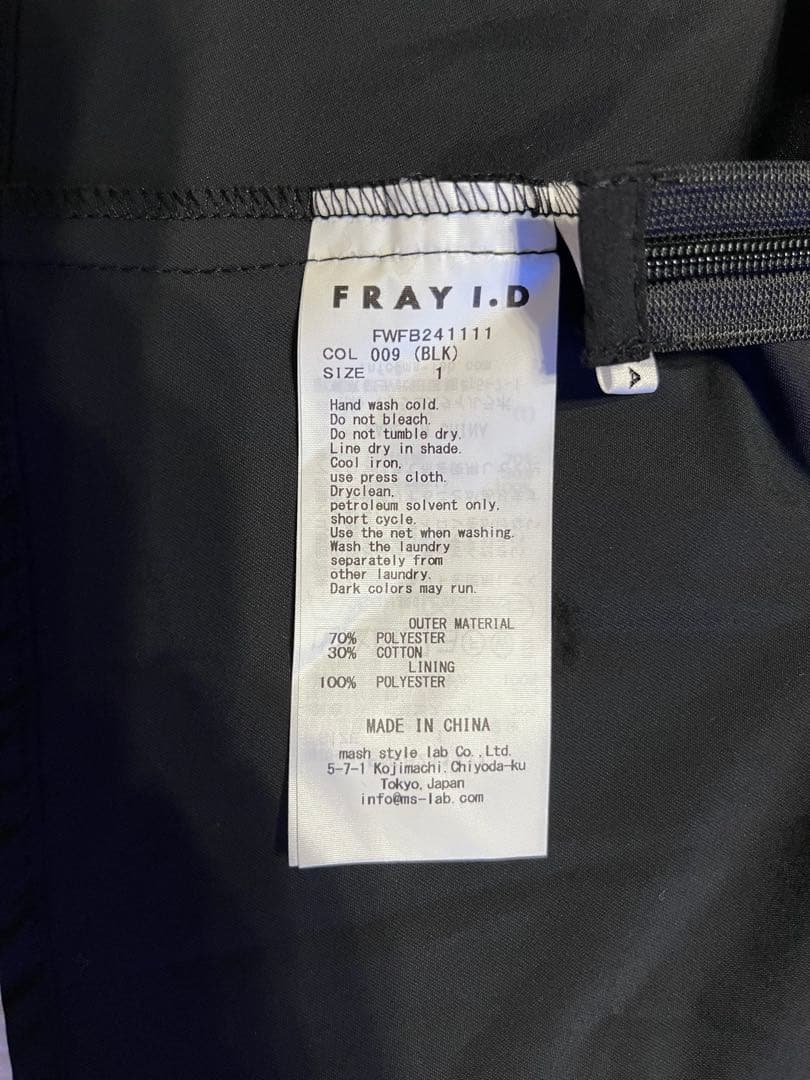 FRAY I.D
FWFB241111
COL 009 (BLK)
SIZE 1
Hand wash cold.
Do not bleach.
Do not tumble dry.
Line dry in shade.
Cool iron,
use press cloth.
Dryclean,
petroleum solvent only,
short cycle.
Use the net when washing.
Wash the laundry
separately from
other laundry.
Dark colors may run.
OUTER MATERIAL
70% POLYESTER
30% COTTON
LINING
100% POLYESTER
MADE IN CHINA
mash style lab Co.,Ltd.
5-7-1 Kojimachi,Chiyoda-ku
Tokyo,Japan
info@ms-lab.com
A